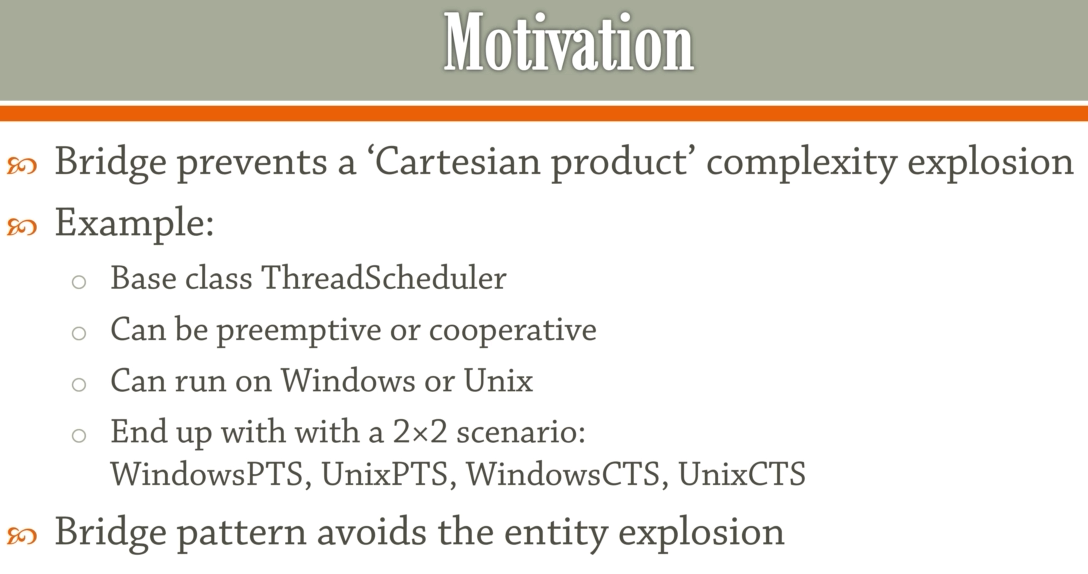 Motivation
Bridge prevents a ‘Cartesian product’ complexity explosion
Example:
Base class ThreadScheduler
Can be preemptive or cooperative
Can run on Windows or Unix
End up with with a 2×2 scenario:
WindowsPTS, UnixPTS, WindowsCTS, UnixCTS
Bridge pattern avoids the entity explosion